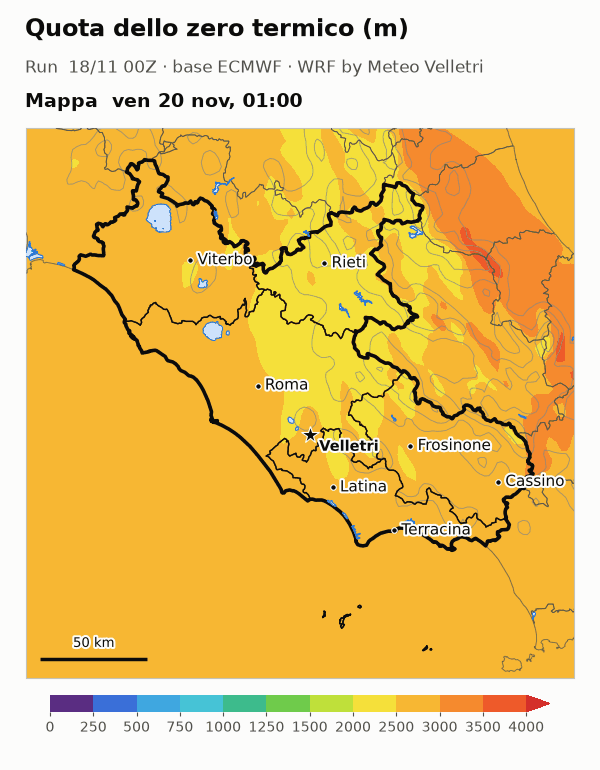 Quota dello zero termico (m)
Run  18/11 00Z · base ECMWF · WRF by Meteo Velletri
Mappa  ven 20 nov, 01:00
Viterbo
Rieti
Roma
Velletri
Frosinone
Cassino
Latina
Terracina
50 km
0 250 500 750 1000 1250 1500 2000 2500 3000 3500 4000